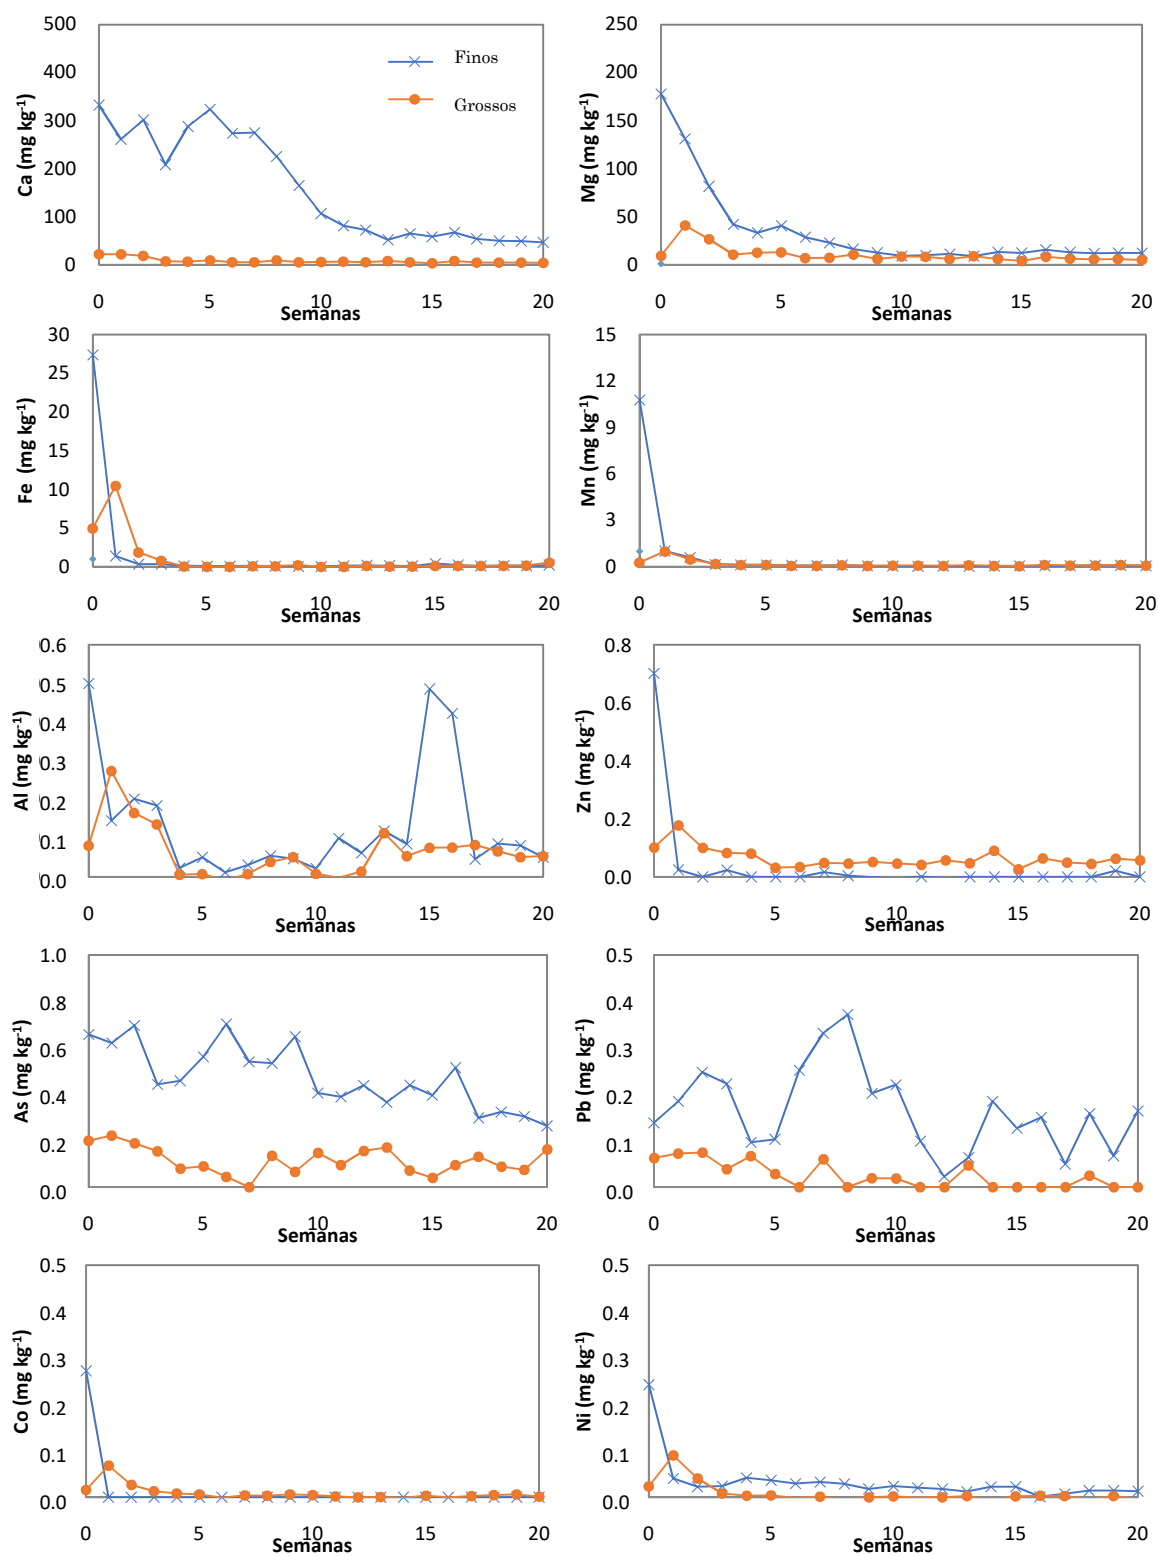 500
400
300
200
100
0
Ca (mg kg-1)
Finos
Grossos
0 5 10 15 20
Semanas
250
200
150
100
50
0
Mg (mg kg-1)
0 5 10 15 20
Semanas
30
25
20
15
10
5
0
Fe (mg kg-1)
0 5 10 15 20
Semanas
15
12
9
6
3
0
Mn (mg kg-1)
0 5 10 15 20
Semanas
0.6
0.5
0.4
0.3
0.2
0.1
0.0
Al (mg kg-1)
0 5 10 15 20
Semanas
0.8
0.6
0.4
0.2
0.0
Zn (mg kg-1)
0 5 10 15 20
Semanas
1.0
0.8
0.6
0.4
0.2
0.0
As (mg kg-1)
0 5 10 15 20
Semanas
0.5
0.4
0.3
0.2
0.1
0.0
Pb (mg kg-1)
0 5 10 15 20
Semanas
0.5
0.4
0.3
0.2
0.1
0.0
Co (mg kg-1)
0 5 10 15 20
Semanas
0.5
0.4
0.3
0.2
0.1
0.0
Ni (mg kg-1)
0 5 10 15 20
Semanas